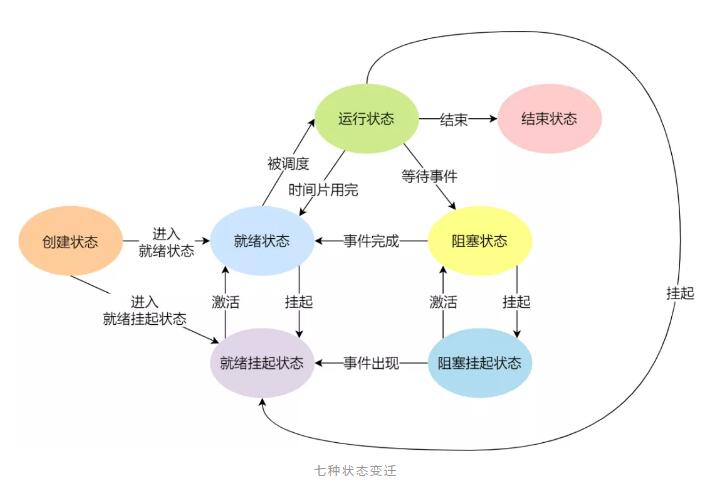 运行状态
结束
结束状态
被调度
时间片用完
等待事件
创建状态
进入
就绪状态
就绪状态
事件完成
阻塞状态
进入
就绪挂起状态
激活
挂起
激活
挂起
挂起
就绪挂起状态
事件出现
阻塞挂起状态
七种状态变迁